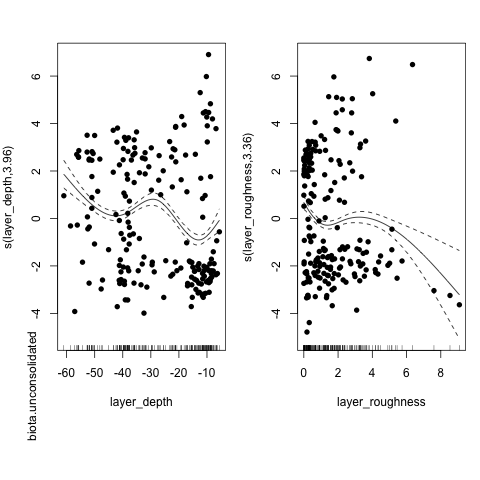 s(layer_depth,3.96)
6
4
2
0
-2
-4
-60 -50 -40 -30 -20 -10
layer_depth
biota.unconsolidated
s(layer_roughness,3.36)
6
4
2
0
-2
-4
0 2 4 6 8
layer_roughness